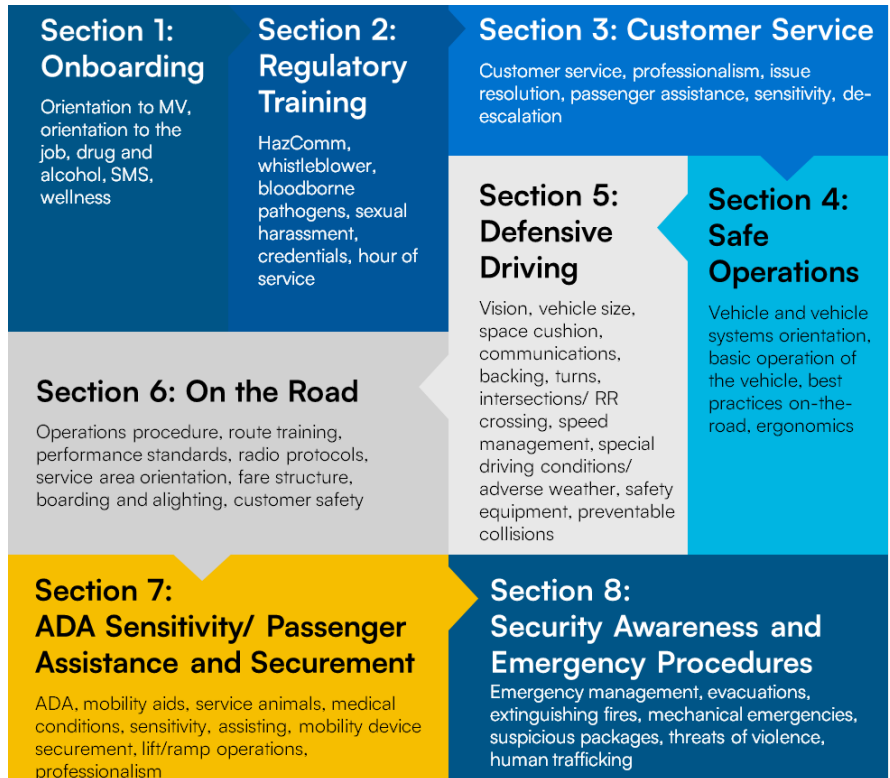 Section 1:
Onboarding
Orientation to MV,
orientation to the
job, drug and
alcohol, SMS,
wellness
Section 2:
Regulatory
Training
HazComm,
whistleblower,
bloodborne
pathogens, sexual
harassment,
credentials, hour of
service
Section 3: Customer Service
Customer service, professionalism, issue
resolution, passenger assistance, sensitivity, de-
escalation
Section 4:
Safe
Operations
Vehicle and vehicle
systems orientation,
basic operation of
the vehicle, best
practices on-the-
road, ergonomics
Section 5:
Defensive
Driving
Vision, vehicle size,
space cushion,
communications,
backing, turns,
intersections/ RR
crossing, speed
management, special
driving conditions/
adverse weather, safety
equipment, preventable
collisions
Section 6: On the Road
Operations procedure, route training,
performance standards, radio protocols,
service area orientation, fare structure,
boarding and alighting, customer safety
Section 7:
ADA Sensitivity/ Passenger
Assistance and Securement
ADA, mobility aids, service animals, medical
conditions, sensitivity, assisting, mobility device
securement, lift/ramp operations,
professionalism
Section 8:
Security Awareness and
Emergency Procedures
Emergency management, evacuations,
extinguishing fires, mechanical emergencies,
suspicious packages, threats of violence,
human trafficking